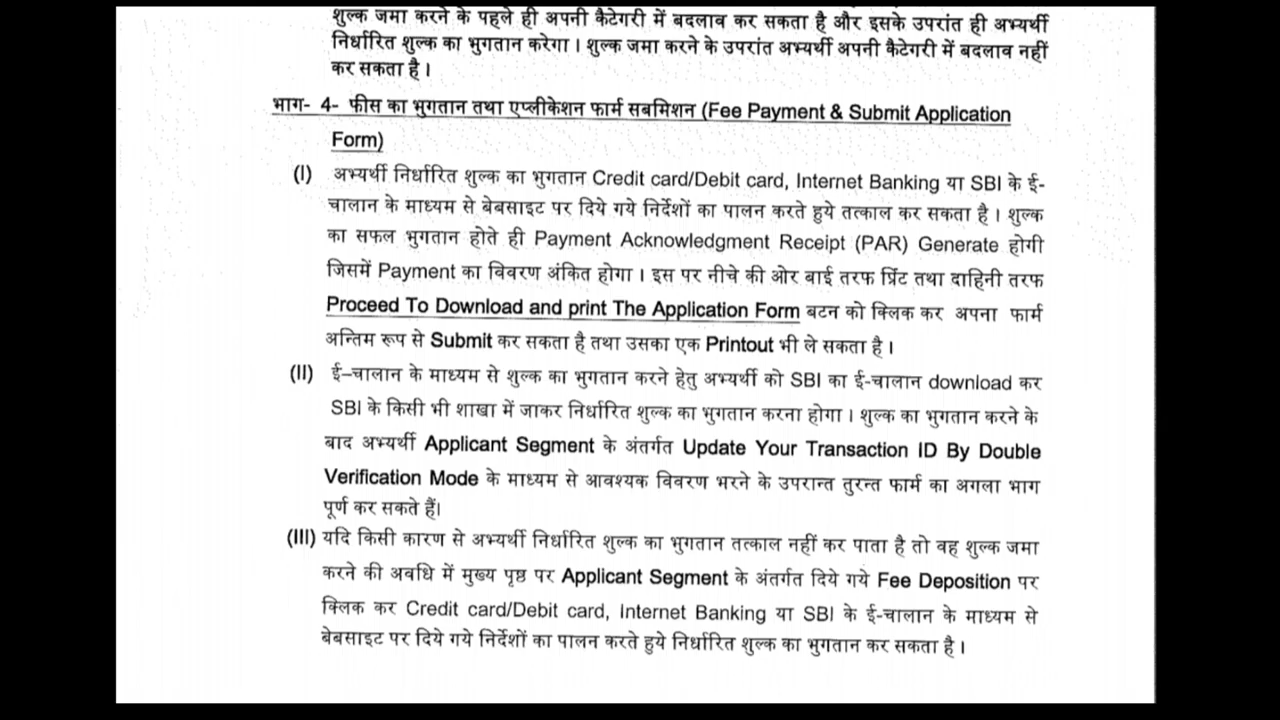 शुल्क जमा करने के पहले ही अपनी कैटेगरी में बदलाव कर सकता है और इसके उपरांत ही अभ्यर्थी
निर्धारित शुल्क का भुगतान करेगा। शुल्क जमा करने के उपरांत अभ्यर्थी अपनी कैटेगरी में बदलाव नहीं
कर सकता है।
भाग- 4- फीस का भुगतान तथा एप्लीकेशन फार्म सबमिशन (Fee Payment & Submit Application
Form)
(I) अभ्यर्थी निर्धारित शुल्क का भुगतान Credit card/Debit card, Internet Banking या SBI के ई-
चालान के माध्यम से बेबसाइट पर दिये गये निर्देशों का पालन करते हुये तत्काल कर सकता है। शुल्क
का सफल भुगतान होते ही Payment Acknowledgment Receipt (PAR) Generate होगी
जिसमें Payment का विवरण अंकित होगा। इस पर नीचे की ओर बाई तरफ प्रिंट तथा दाहिनी तरफ
Proceed To Download and print The Application Form बटन को क्लिक कर अपना फार्म
अन्तिम रूप से Submit कर सकता है तथा उसका एक Printout भी ले सकता है।
(II) ई–चालान के माध्यम से शुल्क का भुगतान करने हेतु अभ्यर्थी को SBI का ई-चालान download कर
SBI के किसी भी शाखा में जाकर निर्धारित शुल्क का भुगतान करना होगा। शुल्क का भुगतान करने के
बाद अभ्यर्थी Applicant Segment के अंतर्गत Update Your Transaction ID By Double
Verification Mode के माध्यम से आवश्यक विवरण भरने के उपरान्त तुरन्त फार्म का अगला भाग
पूर्ण कर सकते हैं।
(III) यदि किसी कारण से अभ्यर्थी निर्धारित शुल्क का भुगतान तत्काल नहीं कर पाता है तो वह शुल्क जमा
करने की अवधि में मुख्य पृष्ठ पर Applicant Segment के अंतर्गत दिये गये Fee Deposition पर
क्लिक कर Credit card/Debit card, Internet Banking या SBI के ई-चालान के माध्यम से
बेबसाइट पर दिये गये निर्देशों का पालन करते हुये निर्धारित शुल्क का भुगतान कर सकता है।